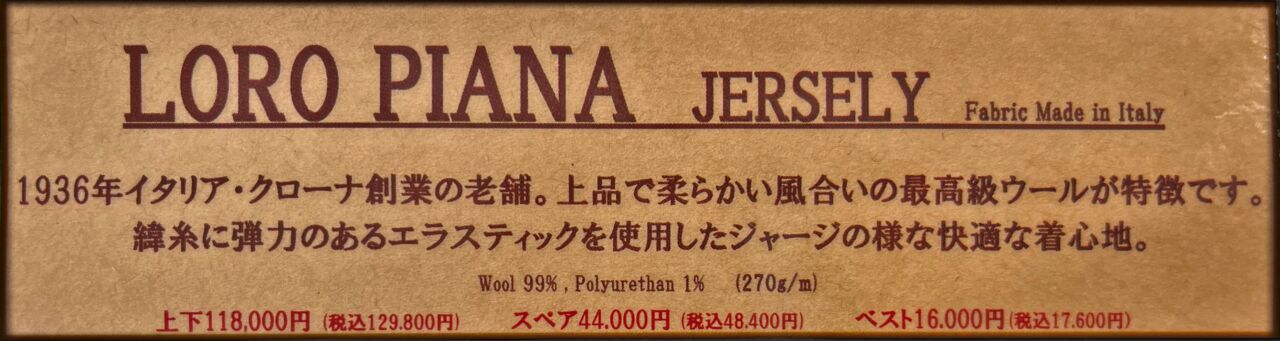 LORO PIANA JERSELY Fabric Made in Italy
1936年イタリア・クローナ創業の老舗。上品で柔らかい風合いの最高級ウールが特徴です。
緯糸に弾力のあるエラスティックを使用したジャージの様な快適な着心地。
Wool 99% , Polyurethan 1% (270g/m)
上下118,000円 (税込129.800円) スペア44.000円 (税込48.400円) ベスト16.000円(税込17.600円)